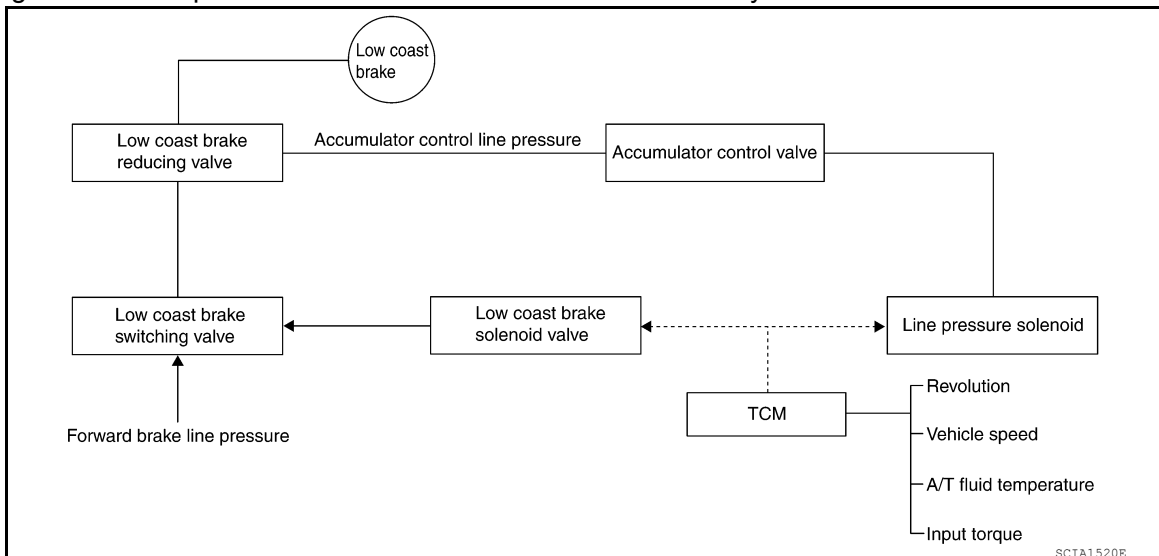 Low coast
brake
Low coast brake
reducing valve
Accumulator control line pressure
Accumulator control valve
Low coast brake
switching valve
Low coast brake
solenoid valve
Line pressure solenoid
TCM
Revolution
Vehicle speed
A/T fluid temperature
Input torque
Forward brake line pressure
SCIA1520E